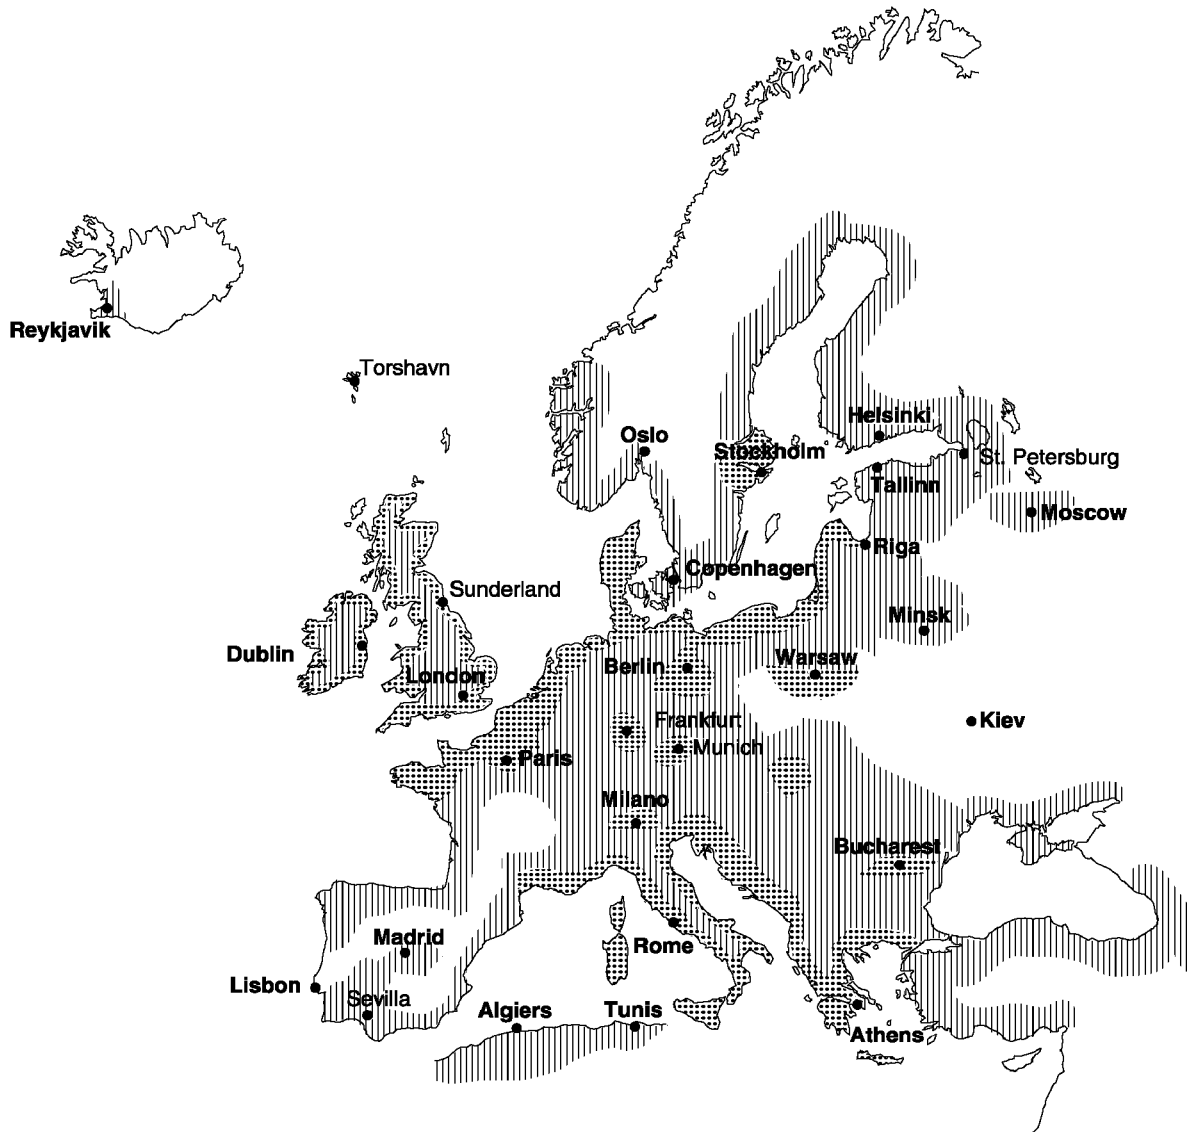 Reykjavik
Torshavn
Helsinki
Oslo
Stockholm
St. Petersburg
Tallinn
Moscow
Riga
Copenhagen
Sunderland
Minsk
Dublin
Berlin
Warsaw
London
Frankfurt
Kiev
Munich
Paris
Milano
Bucharest
Madrid
Rome
Lisbon
Sevilla
Algiers
Tunis
Athens